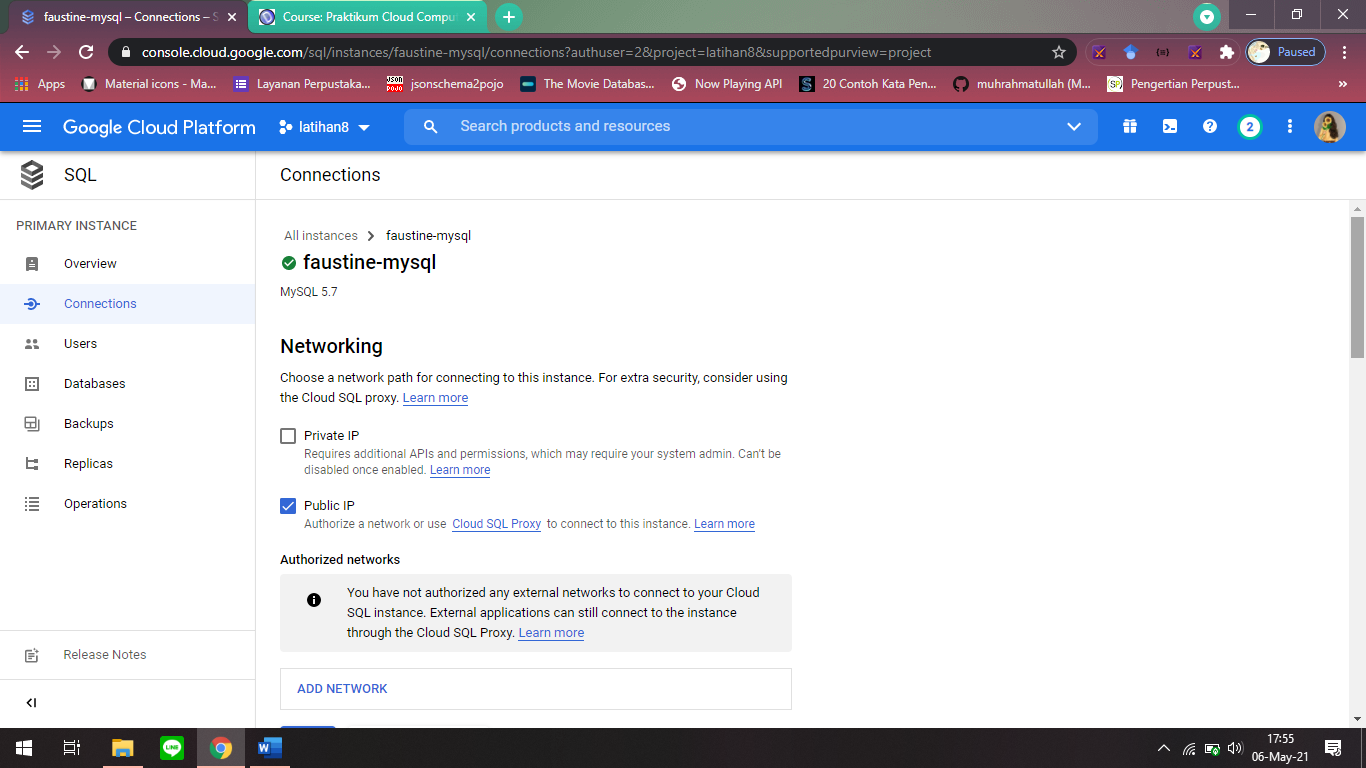 faustine-mysql – Connections – S
Course: Praktikum Cloud Compu
console.cloud.google.com/sql/instances/faustine-mysql/connections?authuser=2&project=latihan8&supportedpurview=project
Paused
Apps
Material icons - Ma...
Layanan Perpustaka...
JSON
POJO
jsonschema2pojo
The Movie Databas...
Now Playing API
20 Contoh Kata Pen...
muhrahmatullah (M...
Pengertian Perpust...
Google Cloud Platform
latihan8
Search products and resources
2
SQL
Connections
PRIMARY INSTANCE
Overview
Connections
Users
Databases
Backups
Replicas
Operations
Release Notes
All instances
faustine-mysql
faustine-mysql
MySQL 5.7
Networking
Choose a network path for connecting to this instance. For extra security, consider using
the Cloud SQL proxy. Learn more
Private IP
Requires additional APIs and permissions, which may require your system admin. Can't be
disabled once enabled. Learn more
Public IP
Authorize a network or use Cloud SQL Proxy to connect to this instance. Learn more
Authorized networks
You have not authorized any external networks to connect to your Cloud
SQL instance. External applications can still connect to the instance
through the Cloud SQL Proxy. Learn more
ADD NETWORK
LINE
17:55
06-May-21